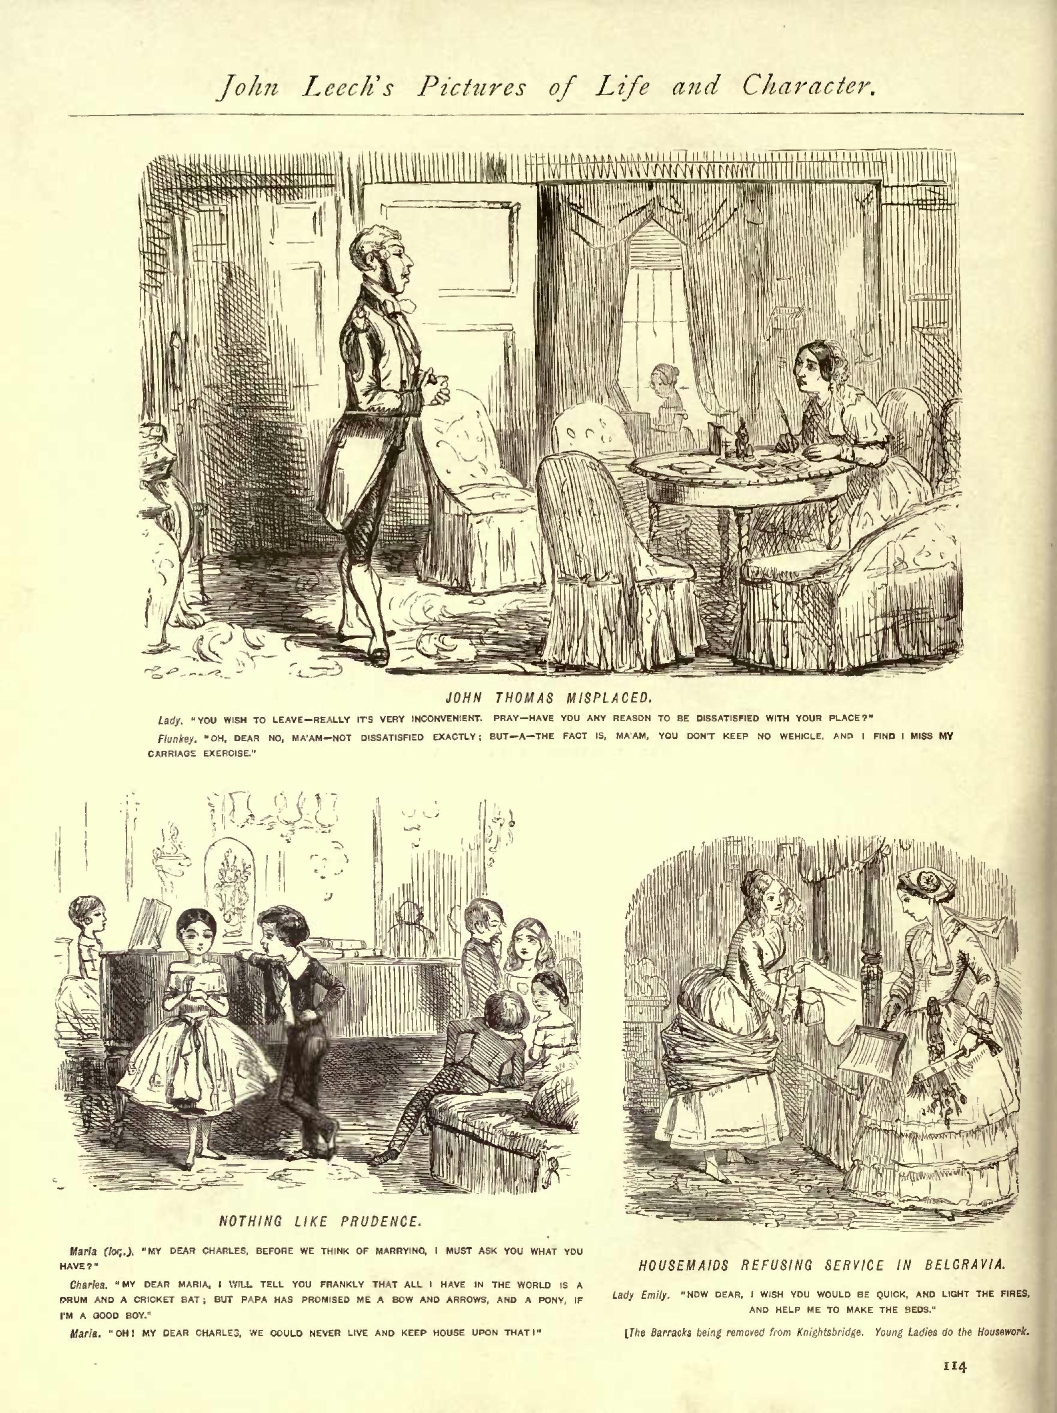 John Leech's Pictures of Life and Character.
JOHN THOMAS MISPLACED.
Lady. "YOU WISH TO LEAVE—REALLY IT'S VERY INCONVENIENT. PRAY—HAVE YOU ANY REASON TO BE DISSATISFIED WITH YOUR PLACE?"
Flunkey. "OH, DEAR NO, MA'AM—NOT DISSATISFIED EXACTLY; BUT—A—THE FACT IS, MA'AM, YOU DON'T KEEP NO WEHICLE, AND I FIND I MISS MY
CARRIAGE EXERCISE."
NOTHING LIKE PRUDENCE.
Maria (loq.). "MY DEAR CHARLES, BEFORE WE THINK OF MARRYING, I MUST ASK YOU WHAT YOU
HAVE?"
Charles. "MY DEAR MARIA, I WILL TELL YOU FRANKLY THAT ALL I HAVE IN THE WORLD IS A
DRUM AND A CRICKET BAT; BUT PAPA HAS PROMISED ME A BOW AND ARROWS, AND A PONY, IF
I'M A GOOD BOY."
Maria. "OH! MY DEAR CHARLES, WE COULD NEVER LIVE AND KEEP HOUSE UPON THAT!"
HOUSEMAIDS REFUSING SERVICE IN BELGRAVIA.
Lady Emily. "NOW DEAR, I WISH YOU WOULD BE QUICK, AND LIGHT THE FIRES,
AND HELP ME TO MAKE THE BEDS."
[The Barracks being removed from Knightsbridge. Young Ladies do the Housework.
114